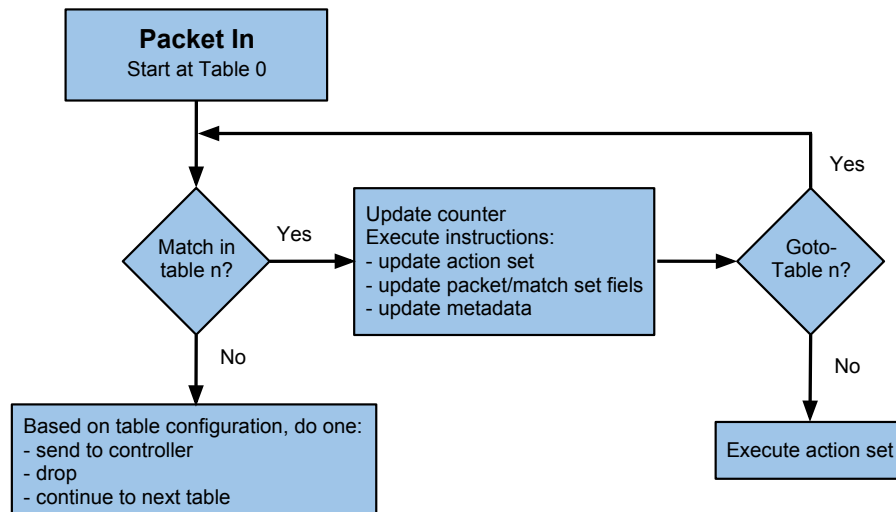 Packet In
Start at Table 0
Yes
Match in
table n?
Yes
Update counter
Execute instructions:
- update action set
- update packet/match set fiels
- update metadata
Goto-
Table n?
No
No
Based on table configuration, do one:
- send to controller
- drop
- continue to next table
Execute action set